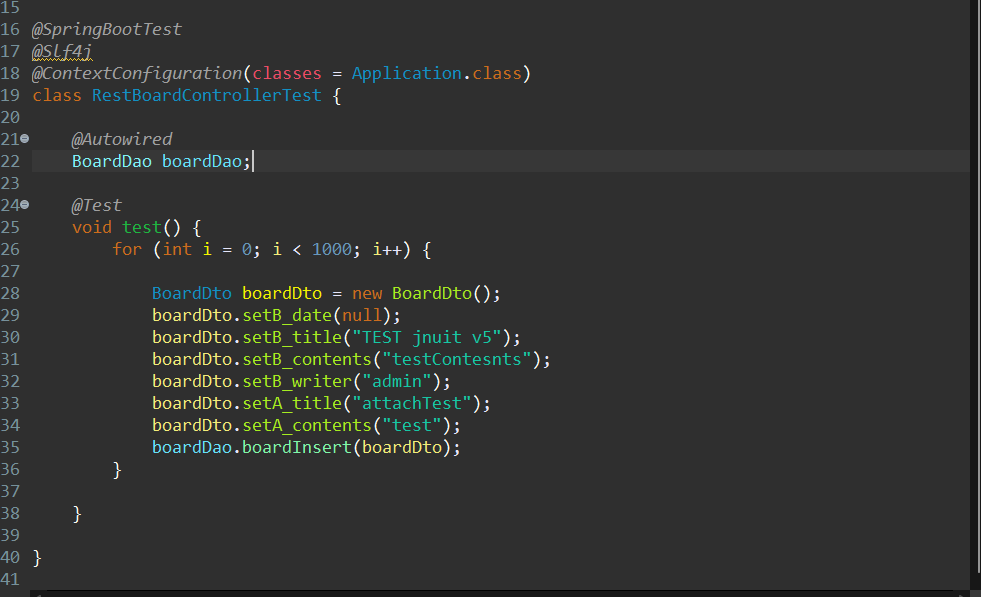 15
16 @SpringBootTest
17 @Slf4j
18 @ContextConfiguration(classes = Application.class)
19 class RestBoardControllerTest {
20
21 @Autowired
22 BoardDao boardDao;
23
24 @Test
25 void test() {
26 for (int i = 0; i < 1000; i++) {
27
28 BoardDto boardDto = new BoardDto();
29 boardDto.setB_date(null);
30 boardDto.setB_title("TEST jnuit v5");
31 boardDto.setB_contents("testContesnts");
32 boardDto.setB_writer("admin");
33 boardDto.setA_title("attachTest");
34 boardDto.setA_contents("test");
35 boardDao.boardInsert(boardDto);
36 }
37
38 }
39
40 }
41